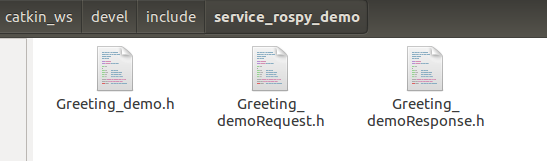 catkin_ws devel include service_rospy_demo
Greeting_demo.h Greeting_ Greeting_
demoRequest.h demoResponse.h